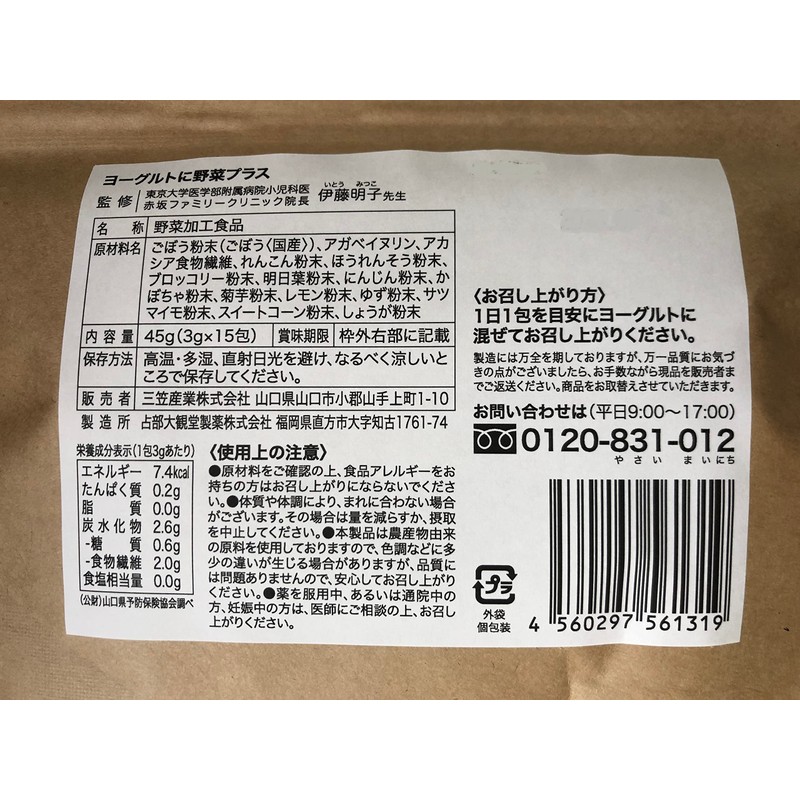 ヨーグルトに野菜プラス
監修 東京大学医学部附属病院小児科医
赤坂ファミリークリニック院長
いとう みつこ
伊藤明子先生
名称 野菜加工食品
原材料名 ごぼう粉末(ごぼう〈国産〉)、アガベイヌリン、アカ
シア食物繊維、れんこん粉末、ほうれんそう粉末、
ブロッコリー粉末、明日葉粉末、にんじん粉末、か
ぼちゃ粉末、菊芋粉末、レモン粉末、ゆず粉末、サツ
マイモ粉末、スイートコーン粉末、しょうが粉末
内容量 45g(3g×15包) 賞味期限 枠外右部に記載
保存方法 高温・多湿、直射日光を避け、なるべく涼しいと
ころで保存してください。
販売者 三笠産業株式会社 山口県山口市小郡山手上町1-10
製造所 占部大観堂製薬株式会社 福岡県直方市大字知古1761-74
栄養成分表示(1包3gあたり)
エネルギー 7.4kcal
たんぱく質 0.2g
脂質 0.0g
炭水化物 2.6g
-糖質 0.6g
-食物繊維 2.0g
食塩相当量 0.0g
(公財)山口県予防保険協会調べ
〈使用上の注意〉
●原材料をご確認の上、食品アレルギーをお
持ちの方はお召し上がりにならないでくださ
い。●体質や体調により、まれに合わない場合
がございます。その場合は量を減らすか、摂取
を中止してください。●本製品は農産物由来
の原料を使用しておりますので、色調などに多
少の違いが生じる場合がありますが、品質に
は問題ありませんので、安心してお召し上がり
ください。●薬を服用中、あるいは通院中の
方、妊娠中の方は、医師にご相談の上、お召し
上がりください。
〈お召し上がり方〉
1日1包を目安にヨーグルトに
混ぜてお召し上がりください。
製造には万全を期しておりますが、万一品質にお気づ
きの点がございましたら、お手数ながら現品を販売者ま
でご返送ください。商品をお取替えさせていただきます。
お問い合わせは(平日9:00〜17:00)
0120-831-012
やさい まいにち
プラ
外袋
個包装
4 560297 561319